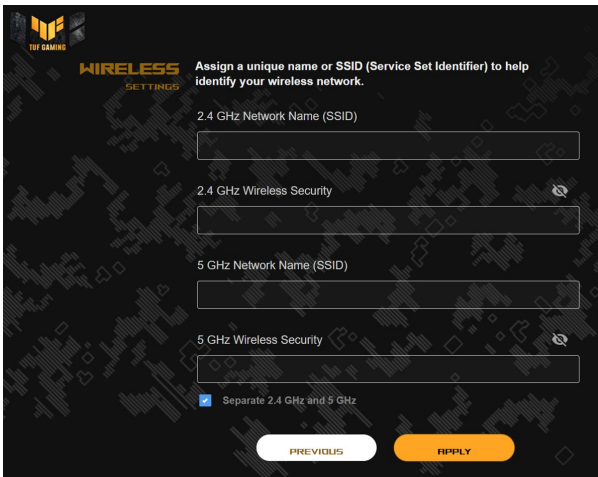 TUF GAMING
WIRELESS
SETTINGS
Assign a unique name or SSID (Service Set Identifier) to help
identify your wireless network.
2.4 GHz Network Name (SSID)
2.4 GHz Wireless Security
5 GHz Network Name (SSID)
5 GHz Wireless Security
Separate 2.4 GHz and 5 GHz
PREVIOUS
APPLY